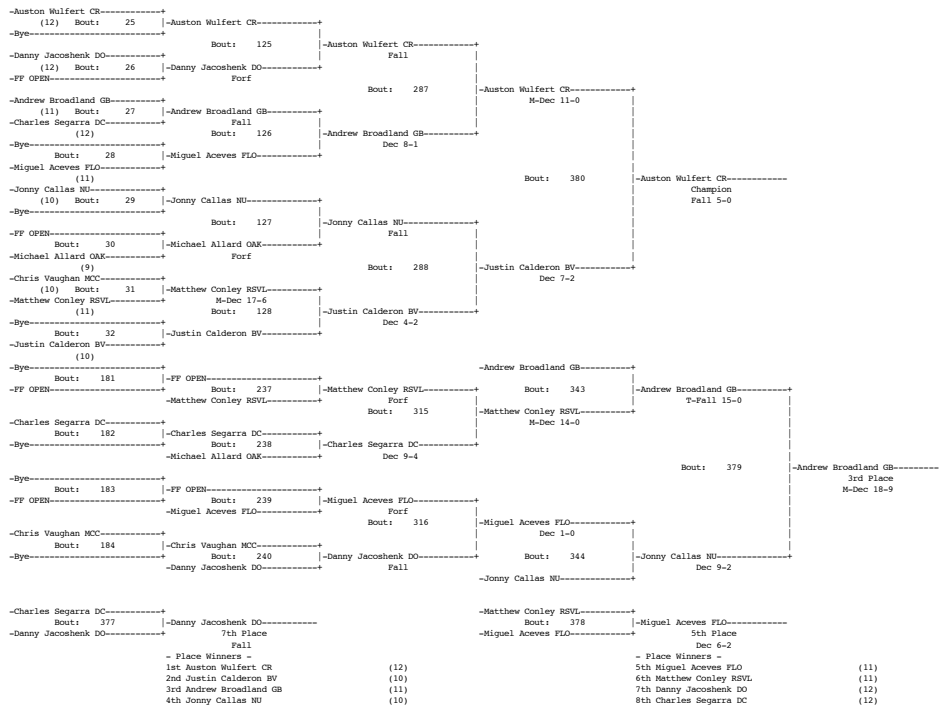 -Auston Wulfert CR------------+
(12) Bout: 25 |-Auston Wulfert CR------------+
-Bye--------------------------+ |
Bout: 125 |-Auston Wulfert CR------------+
-Danny Jacoshenk DO-----------+ | Fall |
(12) Bout: 26 |-Danny Jacoshenk DO-----------+ |
-FF OPEN----------------------+ Forf |
Bout: 287 |-Auston Wulfert CR------------+
-Andrew Broadland GB----------+ | M-Dec 11-0 |
(11) Bout: 27 |-Andrew Broadland GB----------+ | |
-Charles Segarra DC-----------+ Fall | | |
(12) Bout: 126 |-Andrew Broadland GB----------+ |
-Bye--------------------------+ | Dec 8-1 |
Bout: 28 |-Miguel Aceves FLO------------+ |
-Miguel Aceves FLO------------+ |
(11) Bout: 380 |-Auston Wulfert CR------------
-Jonny Callas NU--------------+ | Champion
(10) Bout: 29 |-Jonny Callas NU--------------+ | Fall 5-0
-Bye--------------------------+ | |
Bout: 127 |-Jonny Callas NU--------------+ |
-FF OPEN----------------------+ | Fall | |
Bout: 30 |-Michael Allard OAK-----------+ | |
-Michael Allard OAK-----------+ Forf | |
(9) Bout: 288 |-Justin Calderon BV-----------+
-Chris Vaughan MCC------------+ | Dec 7-2
(10) Bout: 31 |-Matthew Conley RSVL----------+ |
-Matthew Conley RSVL----------+ M-Dec 17-6 | |
(11) Bout: 128 |-Justin Calderon BV-----------+
-Bye--------------------------+ | Dec 4-2
Bout: 32 |-Justin Calderon BV-----------+
-Justin Calderon BV-----------+
(10)
-Bye--------------------------+ -Andrew Broadland GB----------+
Bout: 181 |-FF OPEN----------------------+ |
-FF OPEN----------------------+ Bout: 237 |-Matthew Conley RSVL----------+ Bout: 343 |-Andrew Broadland GB----------+
-Matthew Conley RSVL----------+ Forf | | T-Fall 15-0 |
Bout: 315 |-Matthew Conley RSVL----------+ |
-Charles Segarra DC-----------+ | M-Dec 14-0 |
Bout: 182 |-Charles Segarra DC-----------+ | |
-Bye--------------------------+ Bout: 238 |-Charles Segarra DC-----------+ |
-Michael Allard OAK-----------+ Dec 9-4 |
Bout: 379 |-Andrew Broadland GB---------
-Bye--------------------------+ | 3rd Place
Bout: 183 |-FF OPEN----------------------+ | M-Dec 18-9
-FF OPEN----------------------+ Bout: 239 |-Miguel Aceves FLO------------+ |
-Miguel Aceves FLO------------+ Forf | |
Bout: 316 |-Miguel Aceves FLO------------+ |
-Chris Vaughan MCC------------+ | Dec 1-0 | |
Bout: 184 |-Chris Vaughan MCC------------+ | | |
-Bye--------------------------+ Bout: 240 |-Danny Jacoshenk DO-----------+ Bout: 344 |-Jonny Callas NU--------------+
-Danny Jacoshenk DO-----------+ Fall | Dec 9-2
-Jonny Callas NU--------------+
-Charles Segarra DC-----------+ -Matthew Conley RSVL----------+
Bout: 377 |-Danny Jacoshenk DO----------- Bout: 378 |-Miguel Aceves FLO------------
-Danny Jacoshenk DO-----------+ 7th Place -Miguel Aceves FLO------------+ 5th Place
Fall Dec 6-2
- Place Winners - - Place Winners -
1st Auston Wulfert CR (12) 5th Miguel Aceves FLO (11)
2nd Justin Calderon BV (10) 6th Matthew Conley RSVL (11)
3rd Andrew Broadland GB (11) 7th Danny Jacoshenk DO (12)
4th Jonny Callas NU (10) 8th Charles Segarra DC (12)